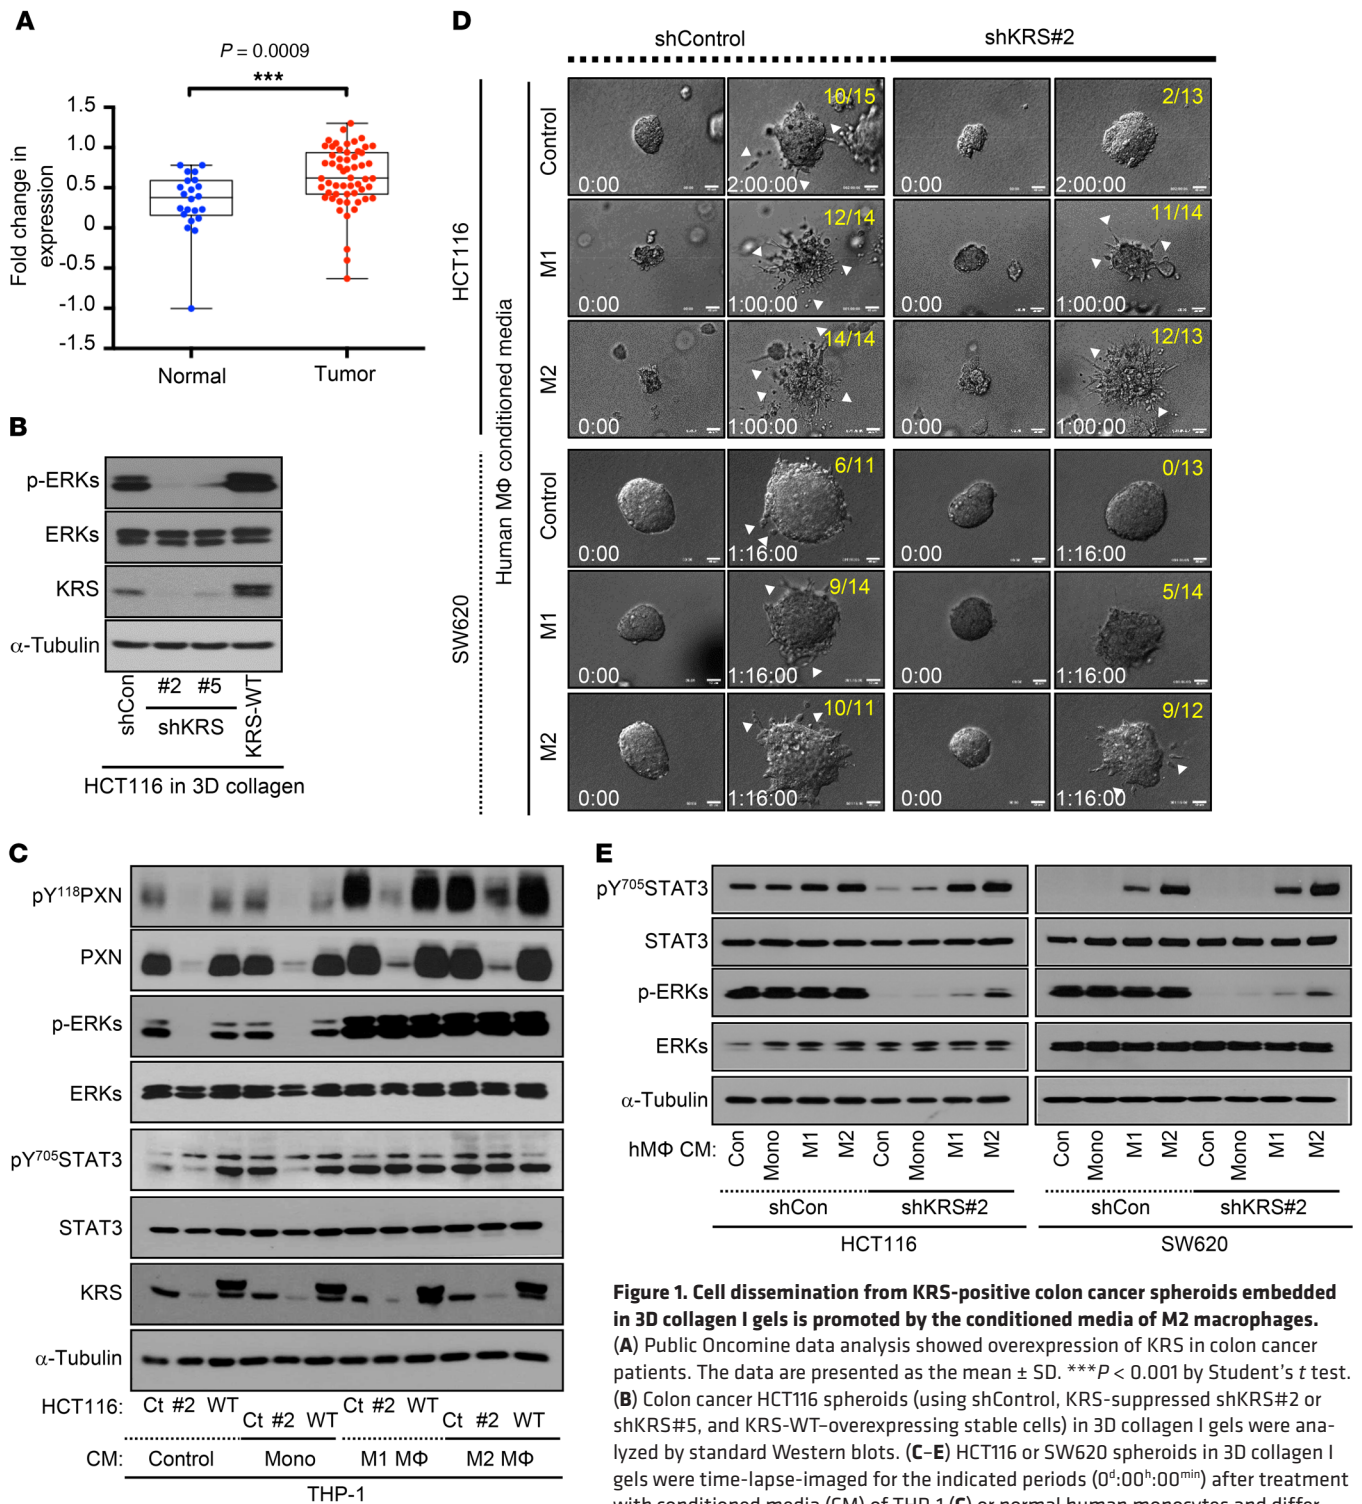 A
P = 0.0009
***
Fold change in
expression
1.5
1.0
0.5
0
-0.5
-1.0
-1.5
Normal
Tumor
B
p-ERKs
ERKs
KRS
α-Tubulin
shCon
#2
#5
KRS-WT
shKRS
HCT116 in 3D collagen
C
pY118PXN
PXN
p-ERKs
ERKs
pY705STAT3
STAT3
KRS
α-Tubulin
HCT116:
Ct #2 WT
Ct #2 WT
Ct #2 WT
Ct #2 WT
CM:
Control
Mono
M1 MΦ
M2 MΦ
THP-1
D
shControl
shKRS#2
HCT116
SW620
Human MΦ conditioned media
Control
0:00
10/15
2:00:00
0:00
2/13
2:00:00
M1
0:00
12/14
1:00:00
0:00
11/14
1:00:00
M2
0:00
14/14
1:00:00
0:00
12/13
1:00:00
Control
0:00
6/11
1:16:00
0:00
0/13
1:16:00
M1
0:00
9/14
1:16:00
0:00
5/14
1:16:00
M2
0:00
10/11
1:16:00
0:00
9/12
1:16:00
E
pY705STAT3
STAT3
p-ERKs
ERKs
α-Tubulin
hMΦ CM:
Con Mono M1 M2 Con Mono M1 M2
Con Mono M1 M2 Con Mono M1 M2
shCon
shKRS#2
shCon
shKRS#2
HCT116
SW620
Figure 1. Cell dissemination from KRS-positive colon cancer spheroids embedded
in 3D collagen I gels is promoted by the conditioned media of M2 macrophages.
(A) Public Oncomine data analysis showed overexpression of KRS in colon cancer
patients. The data are presented as the mean ± SD. ***P < 0.001 by Student's t test.
(B) Colon cancer HCT116 spheroids (using shControl, KRS-suppressed shKRS#2 or
shKRS#5, and KRS-WT–overexpressing stable cells) in 3D collagen I gels were ana-
lyzed by standard Western blots. (C–E) HCT116 or SW620 spheroids in 3D collagen I
gels were time-lapse-imaged for the indicated periods (0d:00h:00min) after treatment
with conditioned media (CM) of THP-1 (C) or normal human monocytes and differ-